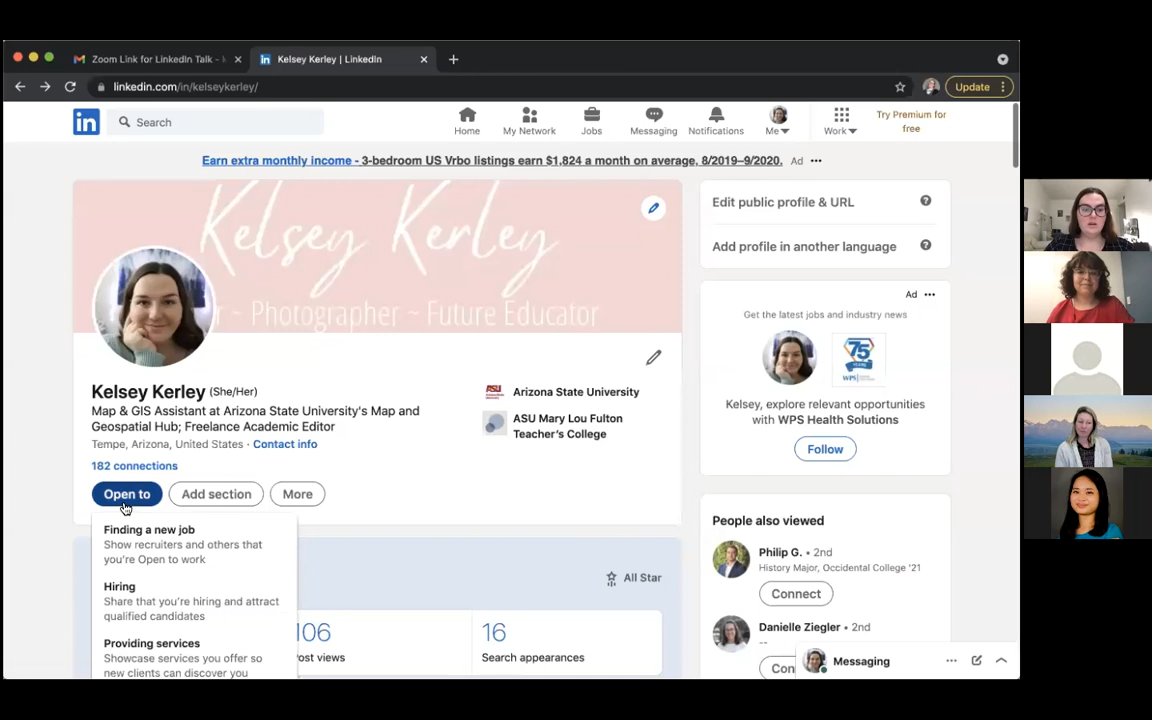 Zoom Link for LinkedIn Talk -
Kelsey Kerley | LinkedIn
linkedin.com/in/kelseykerley/
Update
in
Search
Home
My Network
Jobs
Messaging
Notifications
Me
Work
Try Premium for
free
Earn extra monthly income - 3-bedroom US Vrbo listings earn $1,824 a month on average, 8/2019–9/2020.
Ad
Kelsey Kerley
~ Photographer ~ Future Educator
Kelsey Kerley (She/Her)
Map & GIS Assistant at Arizona State University's Map and
Geospatial Hub; Freelance Academic Editor
Tempe, Arizona, United States · Contact info
182 connections
Open to
Add section
More
ASU
Arizona State University
ASU Mary Lou Fulton
Teacher's College
Finding a new job
Show recruiters and others that
you're Open to work
Hiring
Share that you're hiring and attract
qualified candidates
Providing services
Showcase services you offer so
new clients can discover you
All Star
106
ost views
16
Search appearances
Edit public profile & URL
Add profile in another language
Ad
Get the latest jobs and industry news
75
WPS
Kelsey, explore relevant opportunities
with WPS Health Solutions
Follow
People also viewed
Philip G. • 2nd
History Major, Occidental College '21
Connect
Danielle Ziegler • 2nd
--
Con
Messaging